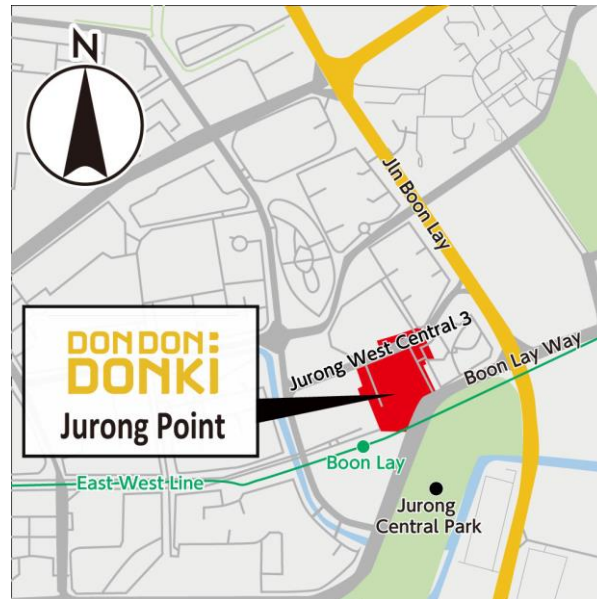 N
Jln Boon Lay
Jurong West Central 3
Boon Lay Way
DON DON:
DONKi
Jurong Point
Boon Lay
East West Line
Jurong
Central Park